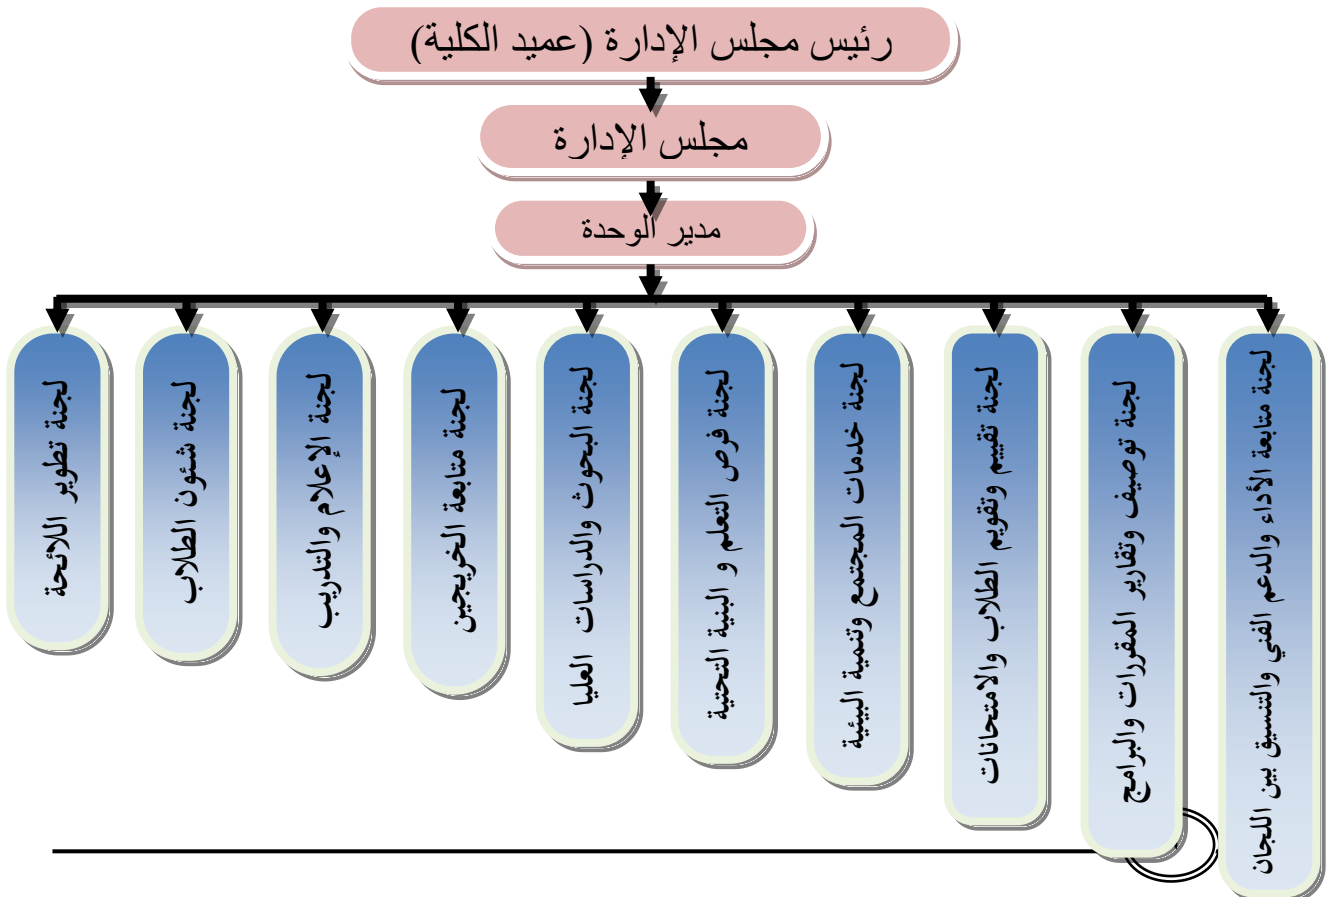 رئيس مجلس الإدارة (عميد الكلية)
مجلس الإدارة
مدير الوحدة
لجنة متابعة الأداء والدعم الفني والتنسيق بين اللجان
لجنة توصيف وتقارير المقررات والبرامج
لجنة تقييم وتقويم الطلاب والامتحانات
لجنة خدمات المجتمع وتنمية البيئية
لجنة فرص التعلم و البنية التحتية
لجنة البحوث والدراسات العليا
لجنة متابعة الخريجين
لجنة الإعلام والتدريب
لجنة شئون الطلاب
لجنة تطوير اللائحة